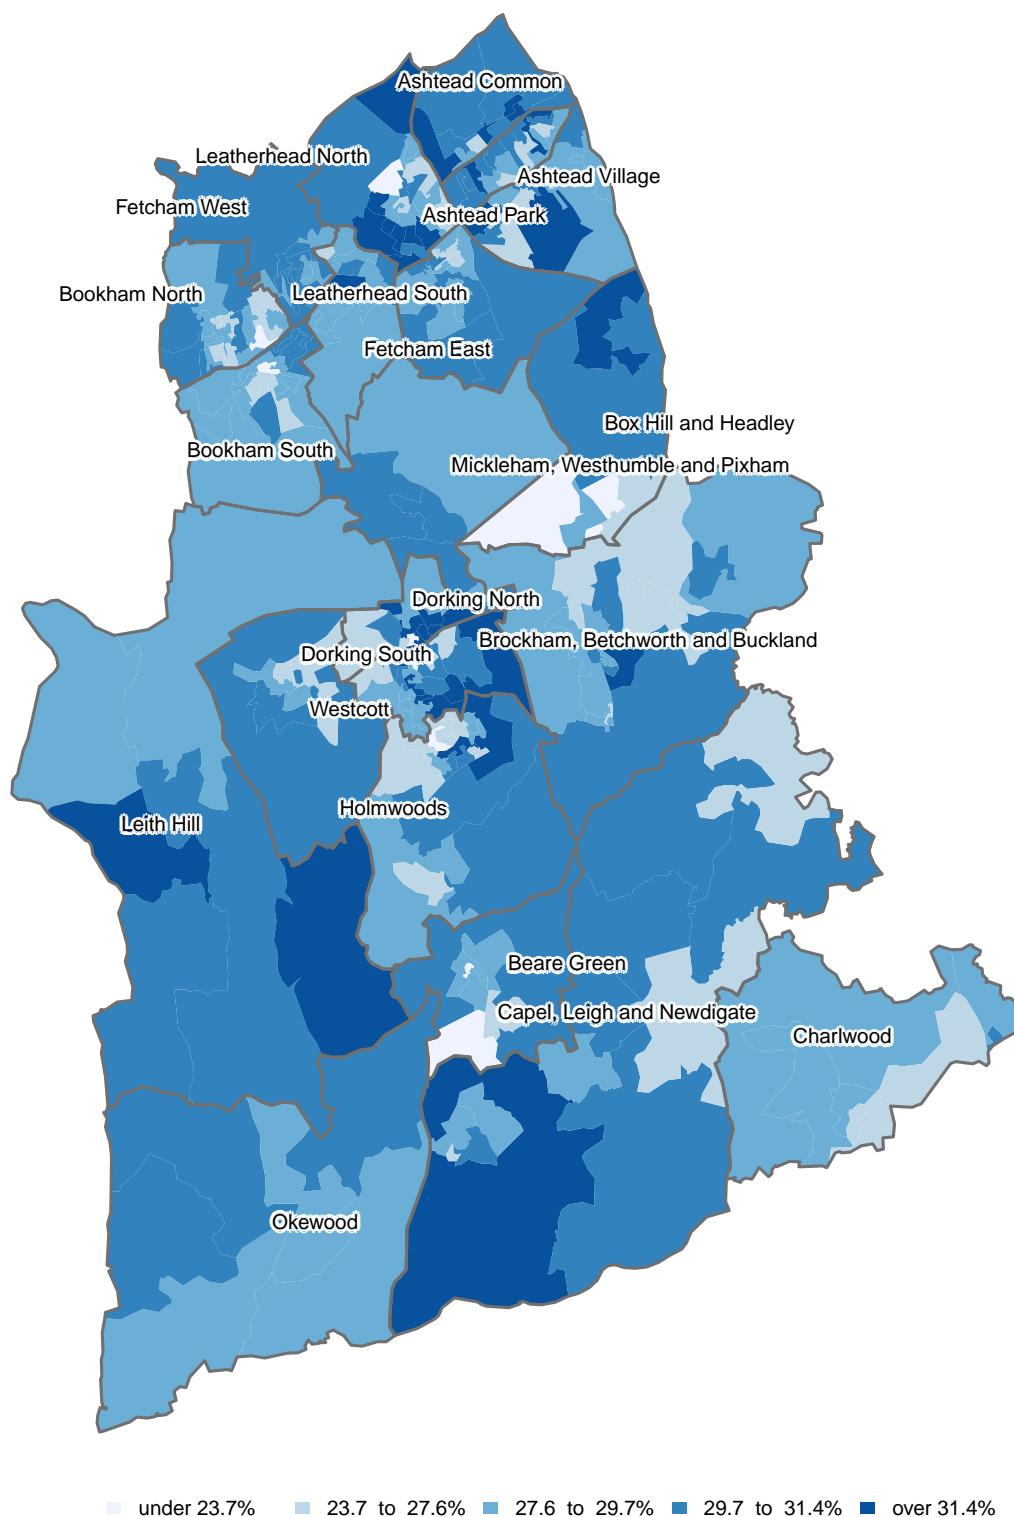 Ashtead Common
Leatherhead North
Ashtead Village
Fetcham West
Ashtead Park
Bookham North
Leatherhead South
Fetcham East
Box Hill and Headley
Bookham South
Mickleham, Westhumble and Pixham
Dorking North
Brockham, Betchworth and Buckland
Dorking South
Westcott
Holmwoods
Leith Hill
Beare Green
Capel, Leigh and Newdigate
Charlwood
Okewood
under 23.7% 23.7 to 27.6% 27.6 to 29.7% 29.7 to 31.4% over 31.4%